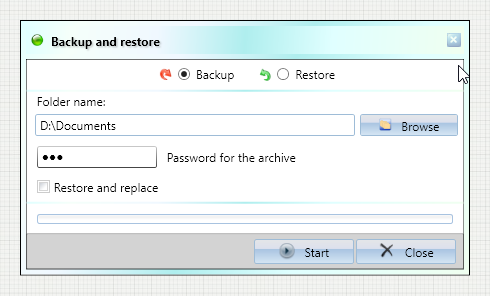 Backup and restore
Backup Restore
Folder name:
D:\Documents Browse
●●● Password for the archive
Restore and replace
Start Close